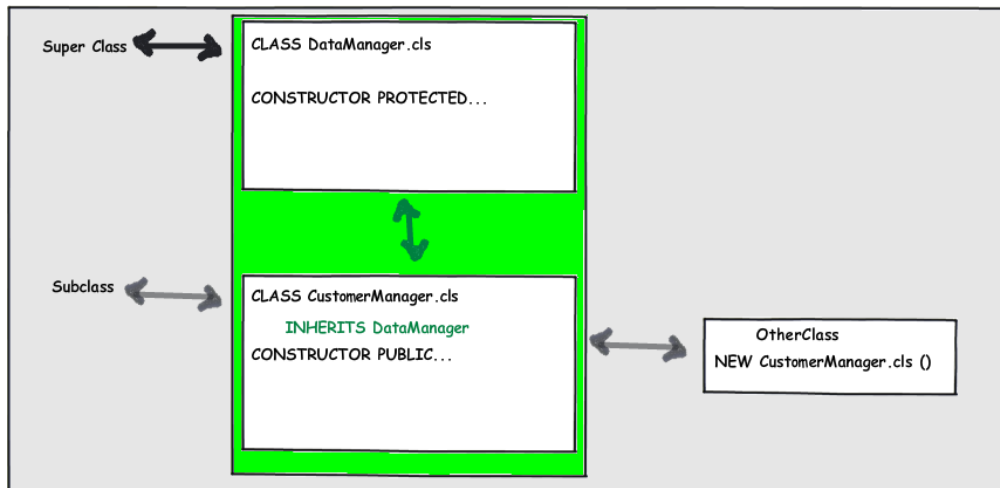 Super Class
CLASS DataManager.cls
CONSTRUCTOR PROTECTED...
Subclass
CLASS CustomerManager.cls
INHERITS DataManager
CONSTRUCTOR PUBLIC...
OtherClass
NEW CustomerManager.cls ()